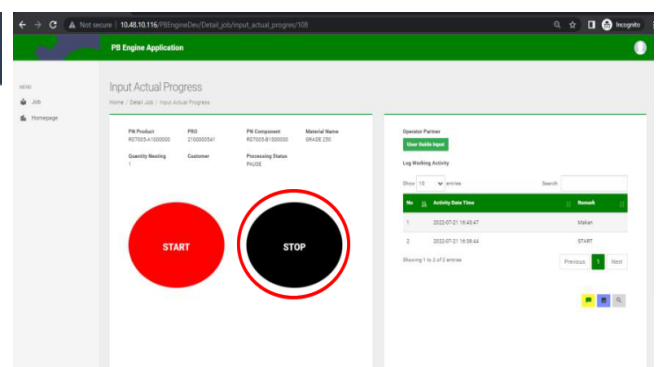 Not secure | 10.48.10.116/PBEngineDev/Detail_job/input_actual_progres/108
Incognito
PB Engine Application
MENU
Job
Homepage
Input Actual Progress
Home / Detail Job / Input Actual Progress
PN Product PRO PN Component Material Name
RD7005-A1000000 2100000541 RD7005-B1500000 GRADE 250
Quantity Nesting Customer Processing Status
1 PAUSE
START
STOP
Operator Partner
User Guide Input
Log Working Activity
Show 10 entries Search:
No Activity Date Time Remark
1 2022-07-21 16:43:47 Makan
2 2022-07-21 16:38:44 START
Showing 1 to 2 of 2 entries
Previous 1 Next